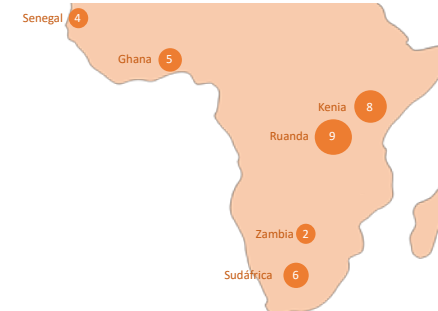 Senegal 4
Ghana 5
Kenia 8
Ruanda 9
Zambia 2
Sudáfrica 6